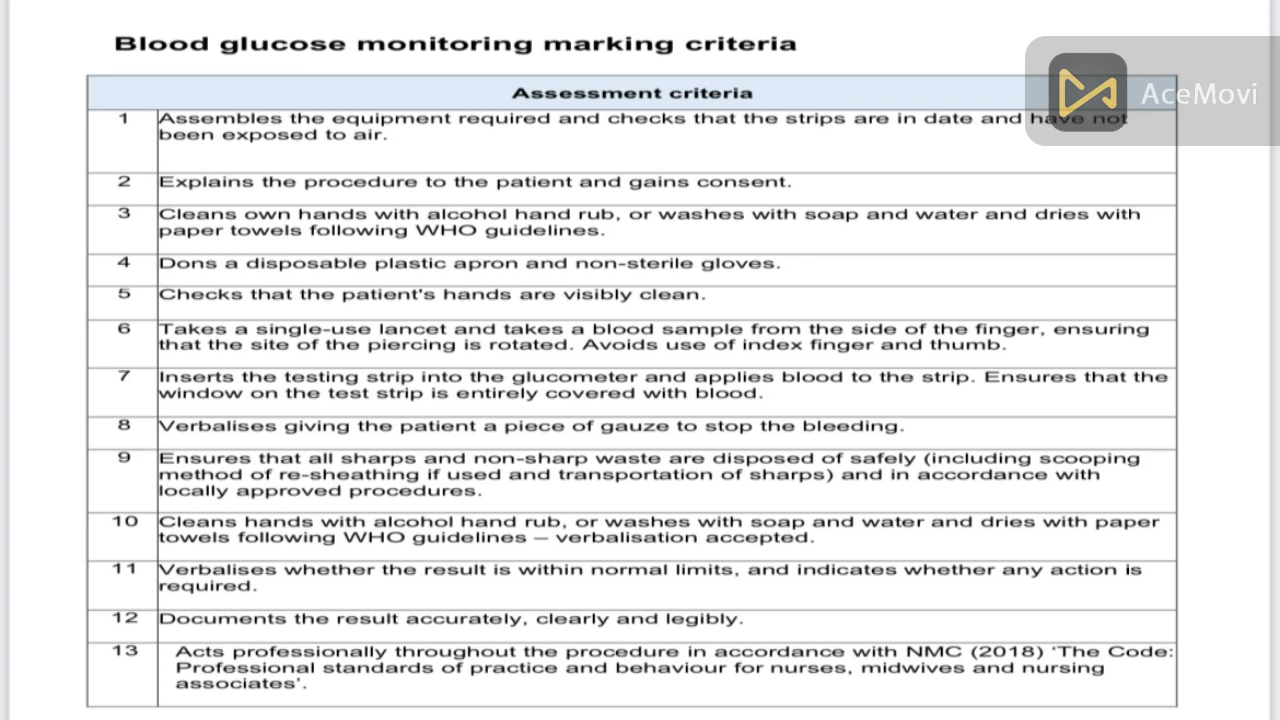 Blood glucose monitoring marking criteria
AceMovi
Assessment criteria
1 Assembles the equipment required and checks that the strips are in date and have not
been exposed to air.
2 Explains the procedure to the patient and gains consent.
3 Cleans own hands with alcohol hand rub, or washes with soap and water and dries with
paper towels following WHO guidelines.
4 Dons a disposable plastic apron and non-sterile gloves.
5 Checks that the patient's hands are visibly clean.
6 Takes a single-use lancet and takes a blood sample from the side of the finger, ensuring
that the site of the piercing is rotated. Avoids use of index finger and thumb.
7 Inserts the testing strip into the glucometer and applies blood to the strip. Ensures that the
window on the test strip is entirely covered with blood.
8 Verbalises giving the patient a piece of gauze to stop the bleeding.
9 Ensures that all sharps and non-sharp waste are disposed of safely (including scooping
method of re-sheathing if used and transportation of sharps) and in accordance with
locally approved procedures.
10 Cleans hands with alcohol hand rub, or washes with soap and water and dries with paper
towels following WHO guidelines – verbalisation accepted.
11 Verbalises whether the result is within normal limits, and indicates whether any action is
required.
12 Documents the result accurately, clearly and legibly.
13 Acts professionally throughout the procedure in accordance with NMC (2018) 'The Code:
Professional standards of practice and behaviour for nurses, midwives and nursing
associates'.